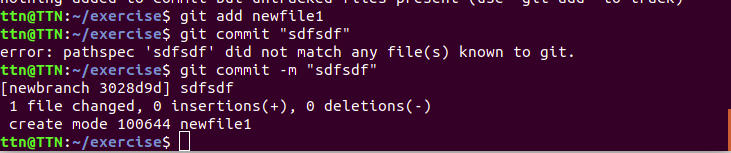 nothing added to commit but untracked files present (use "git add" to track)
ttn@TTN:~/exercise$ git add newfile1
ttn@TTN:~/exercise$ git commit "sdfsdf"
error: pathspec 'sdfsdf' did not match any file(s) known to git.
ttn@TTN:~/exercise$ git commit -m "sdfsdf"
[newbranch 3028d9d] sdfsdf
 1 file changed, 0 insertions(+), 0 deletions(-)
 create mode 100644 newfile1
ttn@TTN:~/exercise$